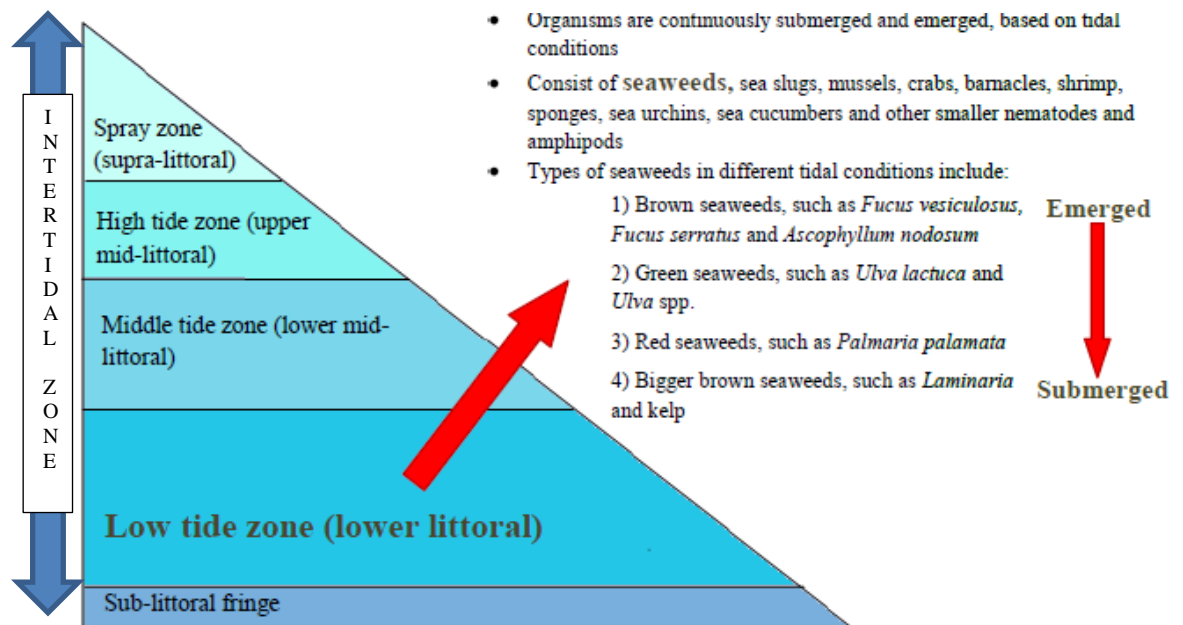 INTERTIDAL ZONE
Spray zone
(supra-littoral)
High tide zone (upper
mid-littoral)
Middle tide zone (lower mid-
littoral)
Low tide zone (lower littoral)
Sub-littoral fringe
• Organisms are continuously submerged and emerged, based on tidal
conditions
• Consist of seaweeds, sea slugs, mussels, crabs, barnacles, shrimp,
sponges, sea urchins, sea cucumbers and other smaller nematodes and
amphipods
• Types of seaweeds in different tidal conditions include:
1) Brown seaweeds, such as Fucus vesiculosus,
Fucus serratus and Ascophyllum nodosum
2) Green seaweeds, such as Ulva lactuca and
Ulva spp.
3) Red seaweeds, such as Palmaria palamata
4) Bigger brown seaweeds, such as Laminaria
and kelp
Emerged
Submerged